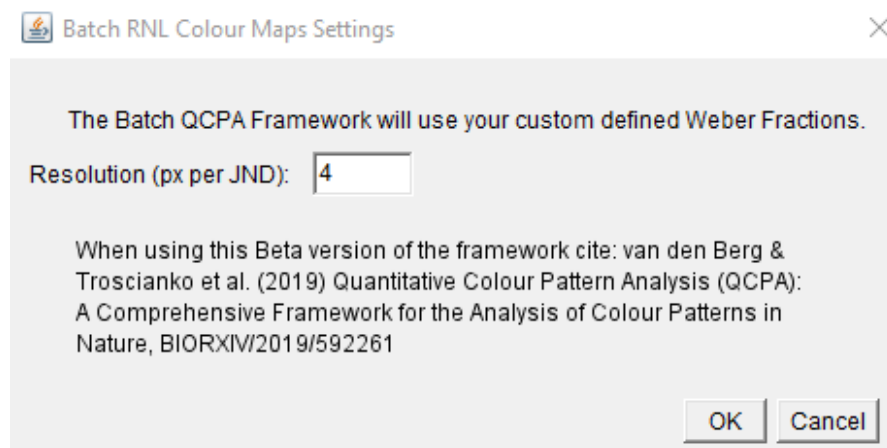 Batch RNL Colour Maps Settings
The Batch QCPA Framework will use your custom defined Weber Fractions.
Resolution (px per JND): 4
When using this Beta version of the framework cite: van den Berg &
Troscianko et al. (2019) Quantitative Colour Pattern Analysis (QCPA):
A Comprehensive Framework for the Analysis of Colour Patterns in
Nature, BIORXIV/2019/592261
OK Cancel